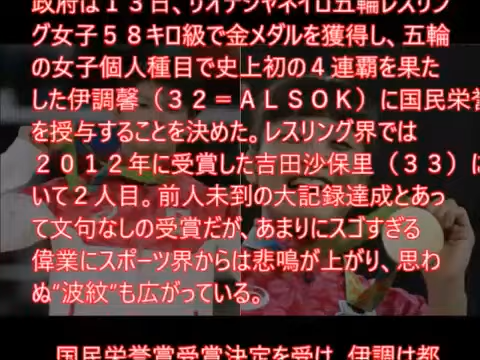 政府は１３日、リオデジャネイロ五輪レスリン
グ女子５８キロ級で金メダルを獲得し、五輪
の女子個人種目で史上初の４連覇を果た
した伊調馨（３２＝ＡＬＳＯＫ）に国民栄誉
を授与することを決めた。レスリング界では
２０１２年に受賞した吉田沙保里（３３）に
いて２人目。前人未到の大記録達成とあっ
て文句なしの受賞だが、あまりにスゴすぎる
偉業にスポーツ界からは悲鳴が上がり、思わ
ぬ“波紋”も広がっている。
国民栄誉賞受賞決定を受け、伊調は都